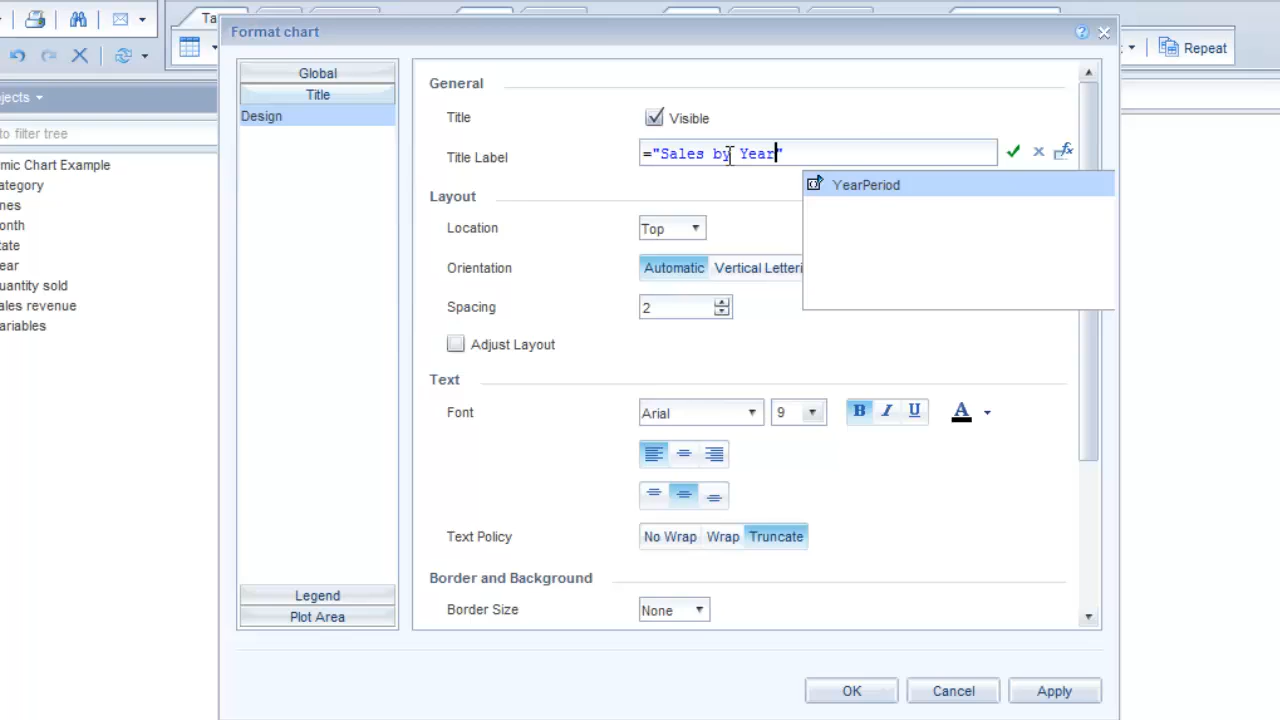 Ta
Format chart
Repeat
jects
to filter tree
mic Chart Example
ategory
nes
onth
tate
ear
uantity sold
ales revenue
ariables
Global
Title
Design
Legend
Plot Area
General
Title
Visible
Title Label
="Sales by Year"
YearPeriod
Layout
Location
Top
Orientation
Automatic Vertical Letteri
Spacing
2
Adjust Layout
Text
Font
Arial
9
B I U A
Text Policy
No Wrap Wrap Truncate
Border and Background
Border Size
None
OK Cancel Apply